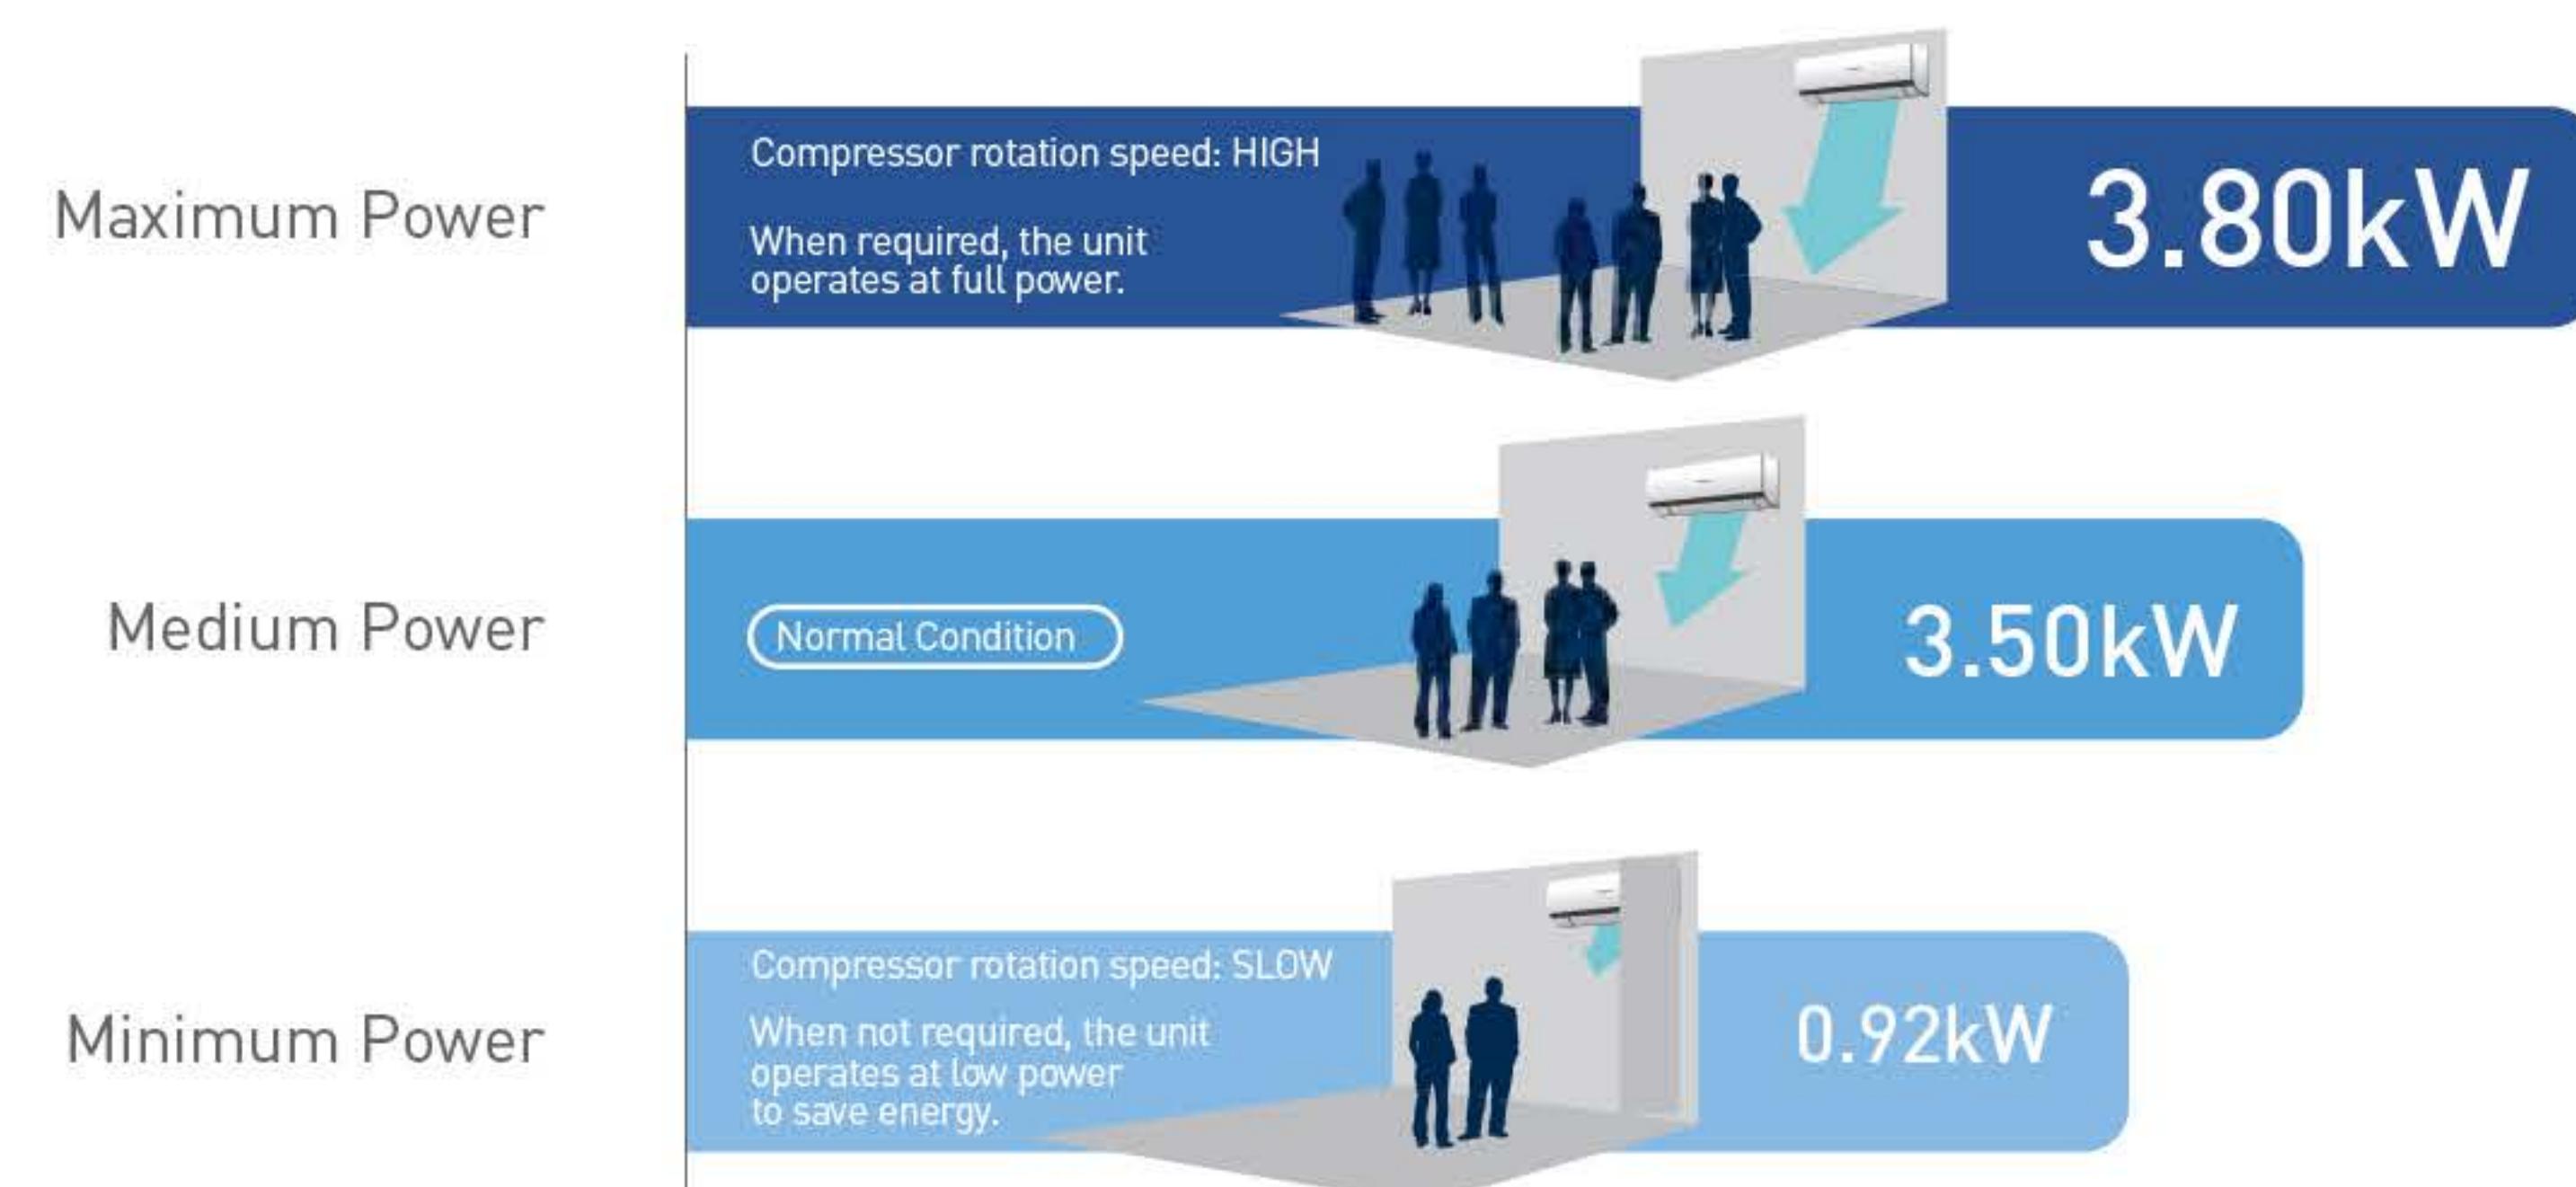 Maximum Power
Compressor rotation speed: HIGH
When required, the unit
operates at full power.
3.80kW
Medium Power
Normal Condition
3.50kW
Minimum Power
Compressor rotation speed: SLOW
When not required, the unit
operates at low power
to save energy.
0.92kW